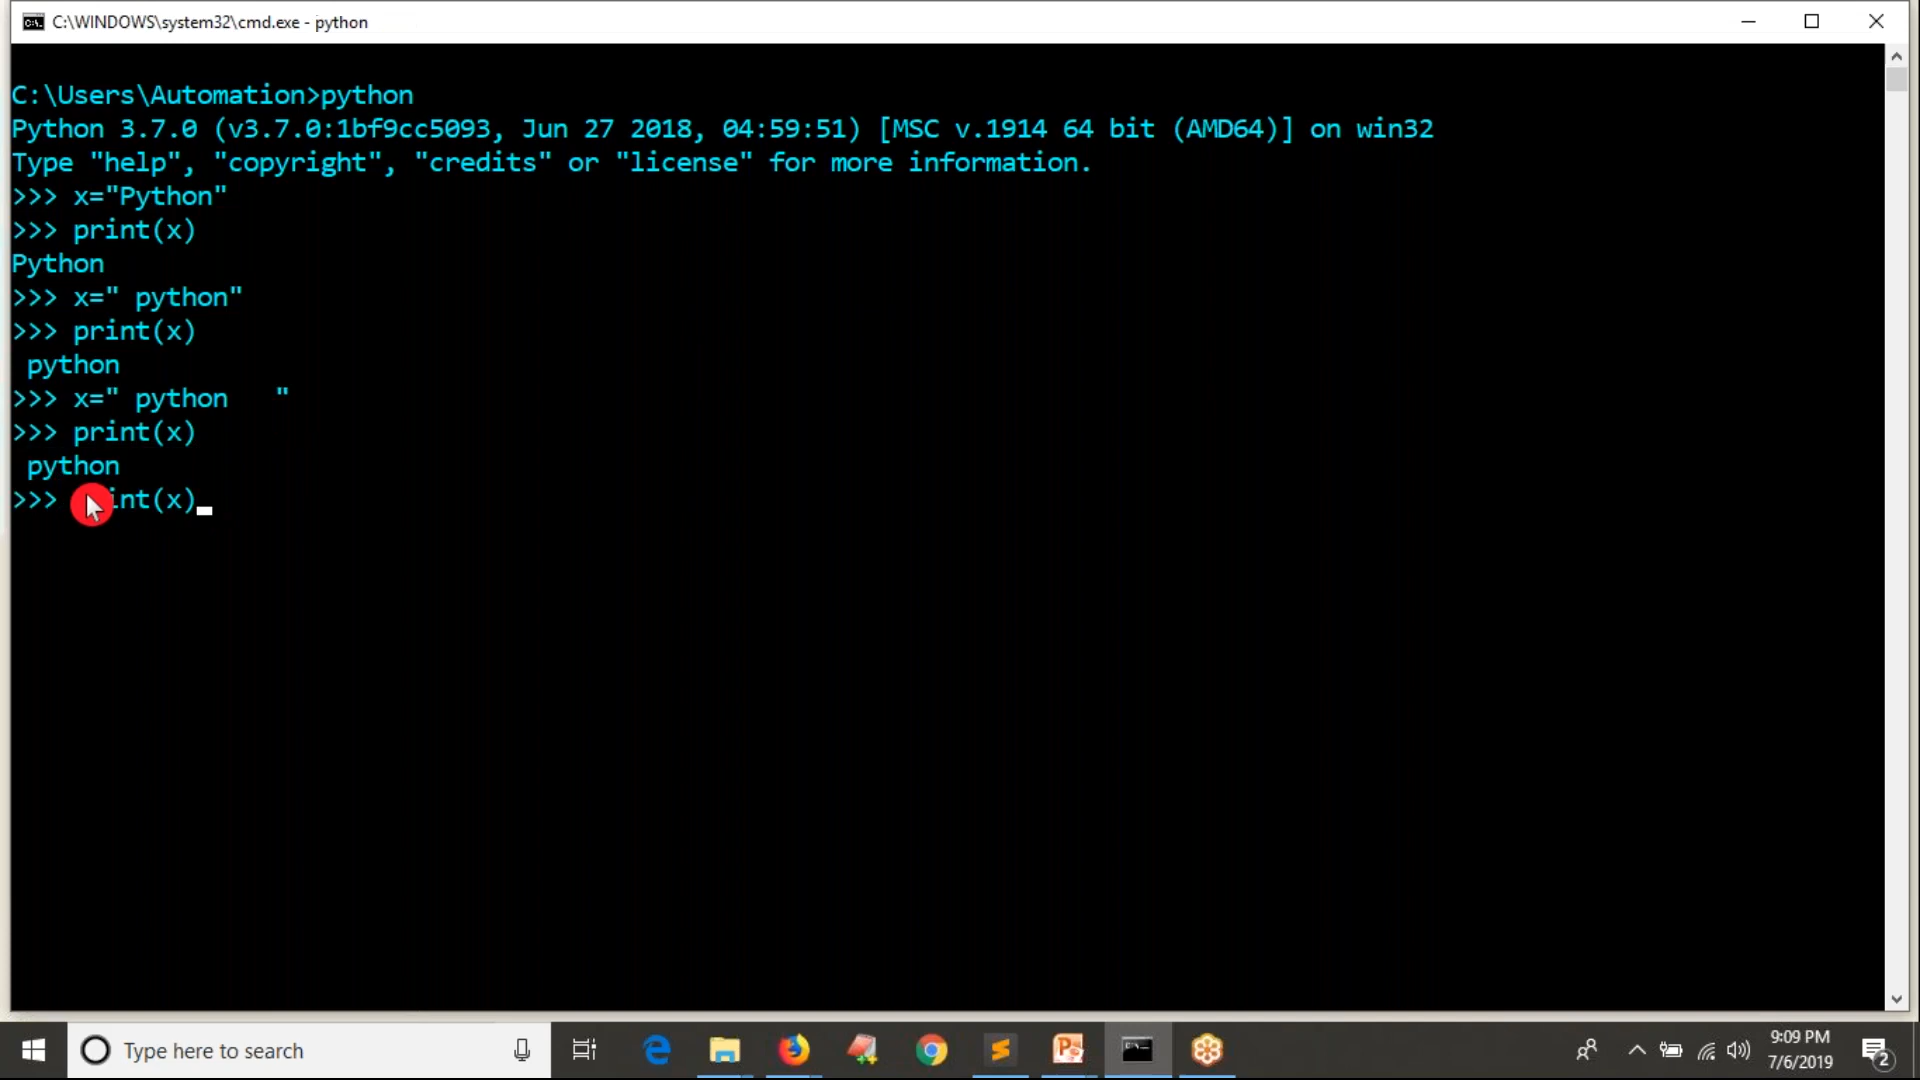 C:\WINDOWS\system32\cmd.exe - python
C:\Users\Automation>python
Python 3.7.0 (v3.7.0:1bf9cc5093, Jun 27 2018, 04:59:51) [MSC v.1914 64 bit (AMD64)] on win32
Type "help", "copyright", "credits" or "license" for more information.
>>> x="Python"
>>> print(x)
Python
>>> x=" python"
>>> print(x)
 python
>>> x=" python   "
>>> print(x)
 python
>>> int(x)
Type here to search
9:09 PM
7/6/2019
2